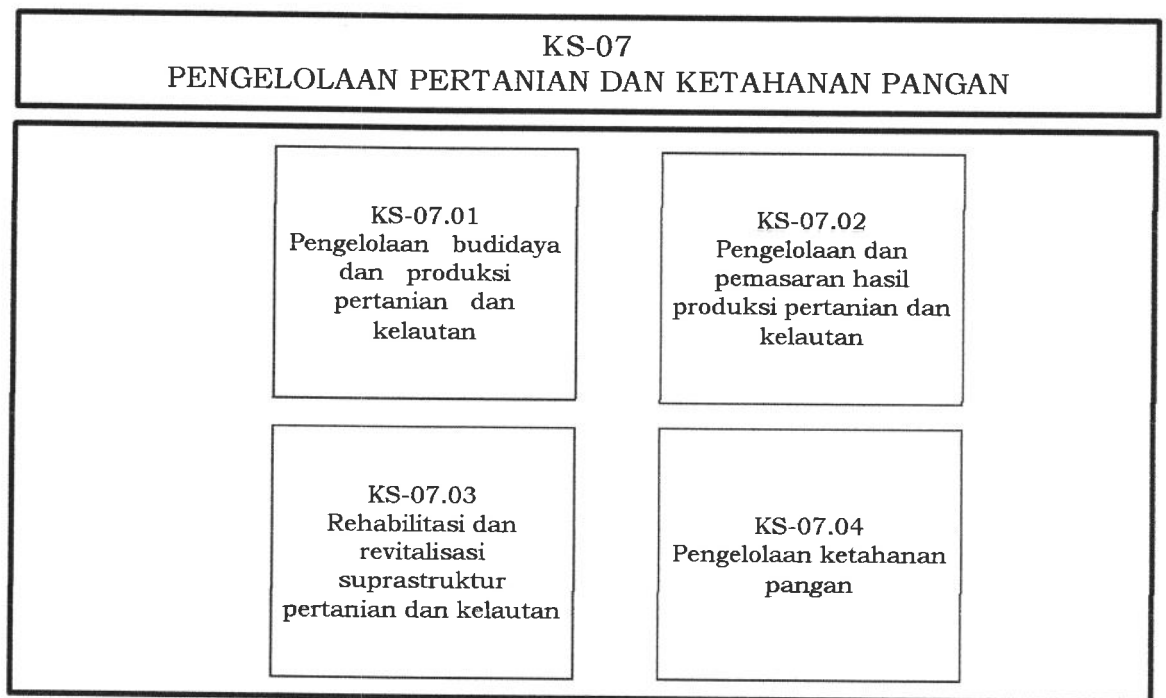 KS-07
PENGELOLAAN PERTANIAN DAN KETAHANAN PANGAN
KS-07.01
Pengelolaan budidaya
dan produksi
pertanian dan
kelautan
KS-07.02
Pengelolaan dan
pemasaran hasil
produksi pertanian dan
kelautan
KS-07.03
Rehabilitasi dan
revitalisasi
suprastruktur
pertanian dan kelautan
KS-07.04
Pengelolaan ketahanan
pangan